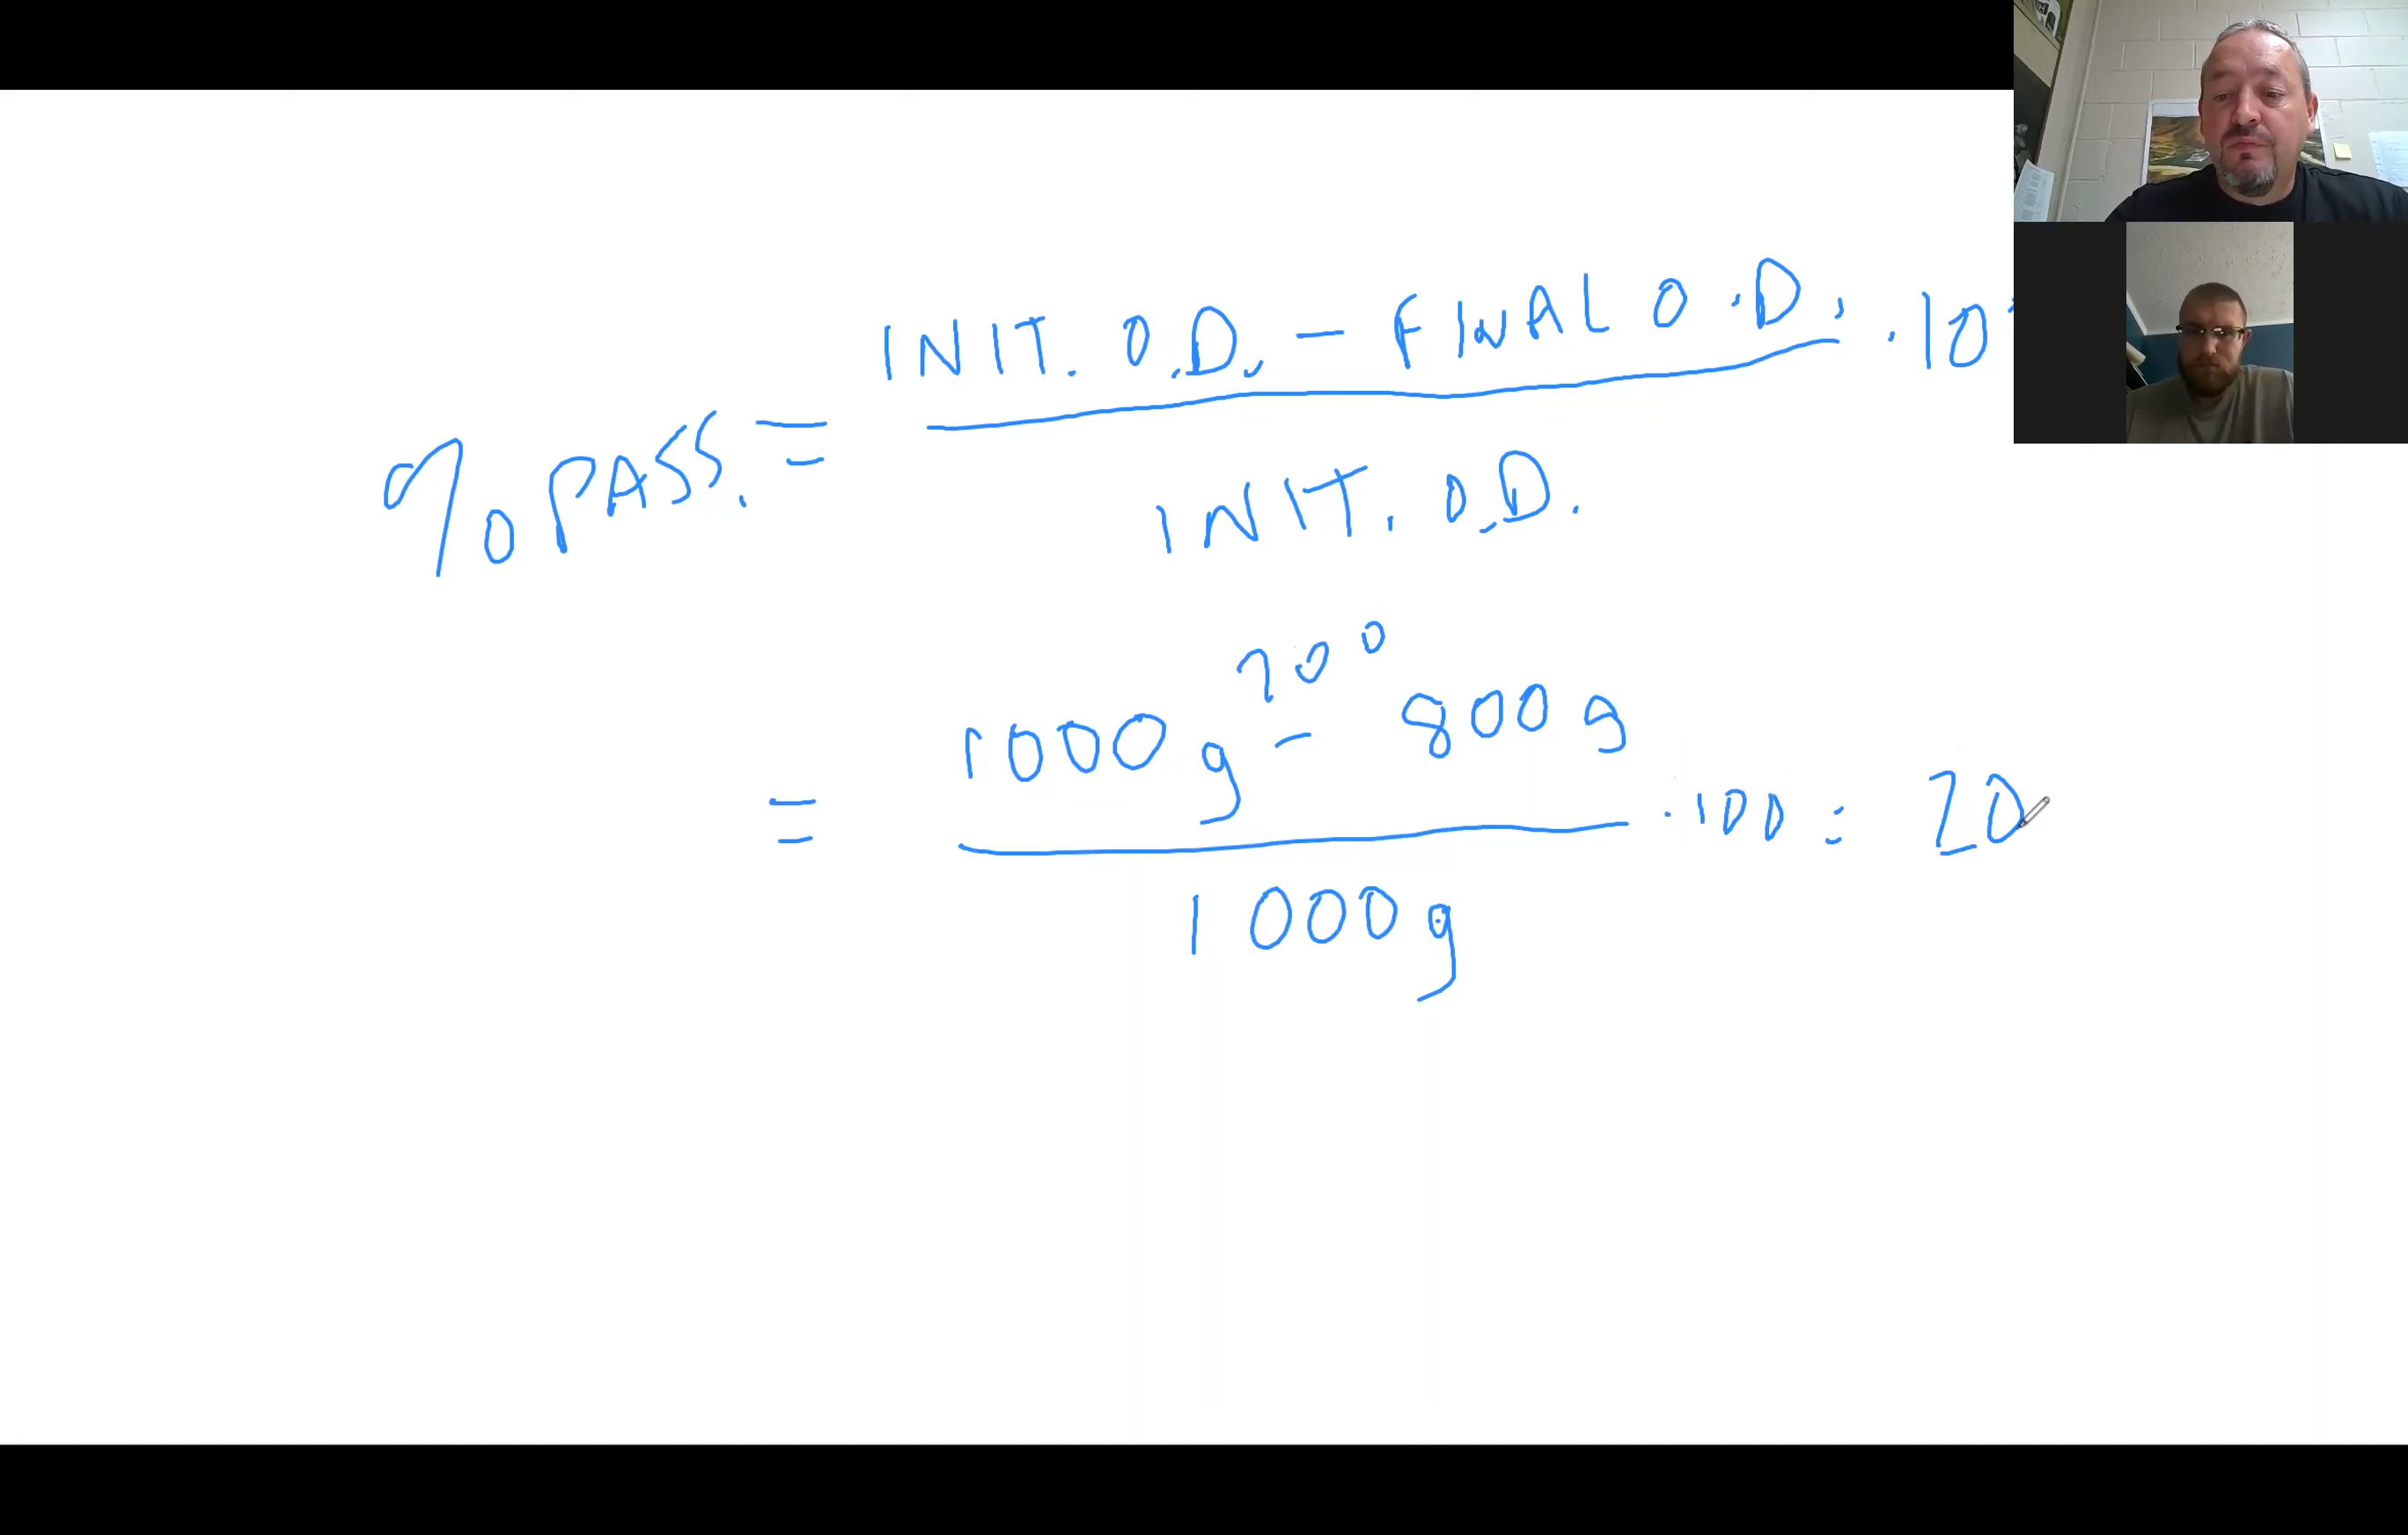 INIT. O.D. - FINAL O.D. . 10
% PASS. =
INIT. O.D.
200
1000g - 800g
= . 100 = 20
1000g